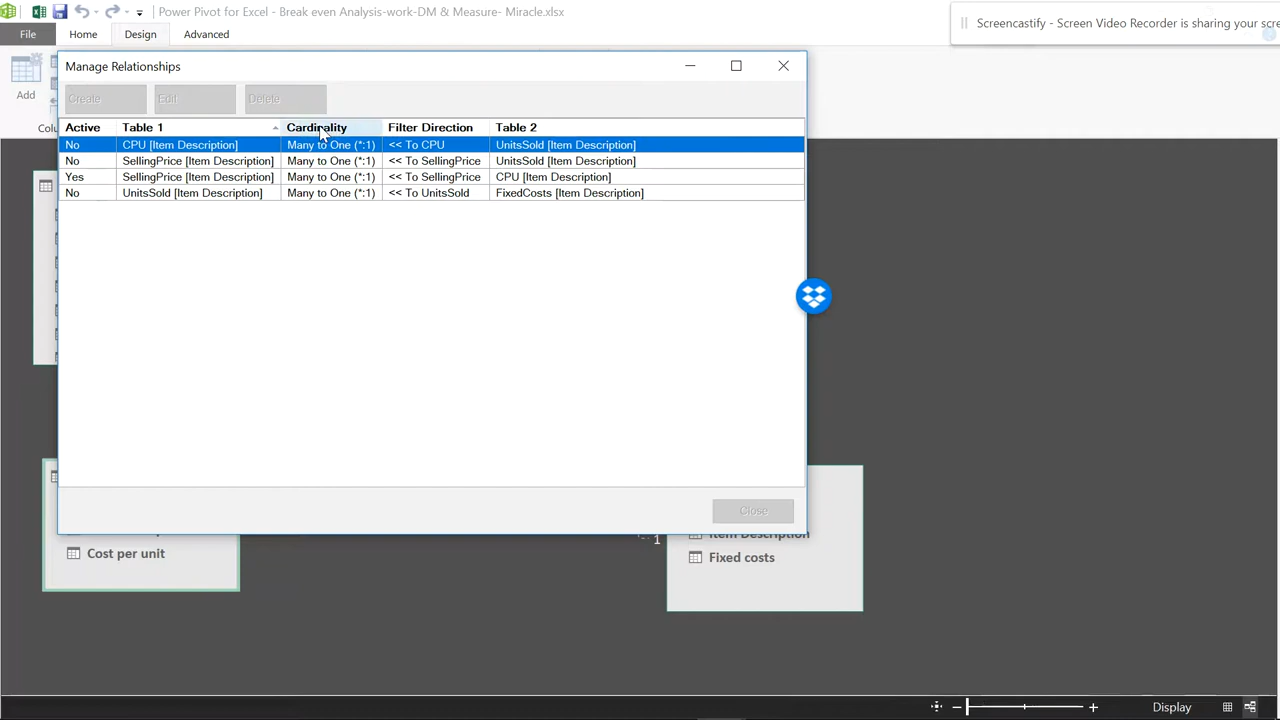 Power Pivot for Excel - Break even Analysis-work-DM & Measure- Miracle.xlsx
Screencastify - Screen Video Recorder is sharing your scre
File Home Design Advanced
Manage Relationships
Create Edit Delete
Add
Colu
Active Table 1 Cardinality Filter Direction Table 2
No CPU [Item Description] Many to One (*:1) << To CPU UnitsSold [Item Description]
No SellingPrice [Item Description] Many to One (*:1) << To SellingPrice UnitsSold [Item Description]
Yes SellingPrice [Item Description] Many to One (*:1) << To SellingPrice CPU [Item Description]
No UnitsSold [Item Description] Many to One (*:1) << To UnitsSold FixedCosts [Item Description]
Close
Item Description
1
Cost per unit
Fixed costs
Display